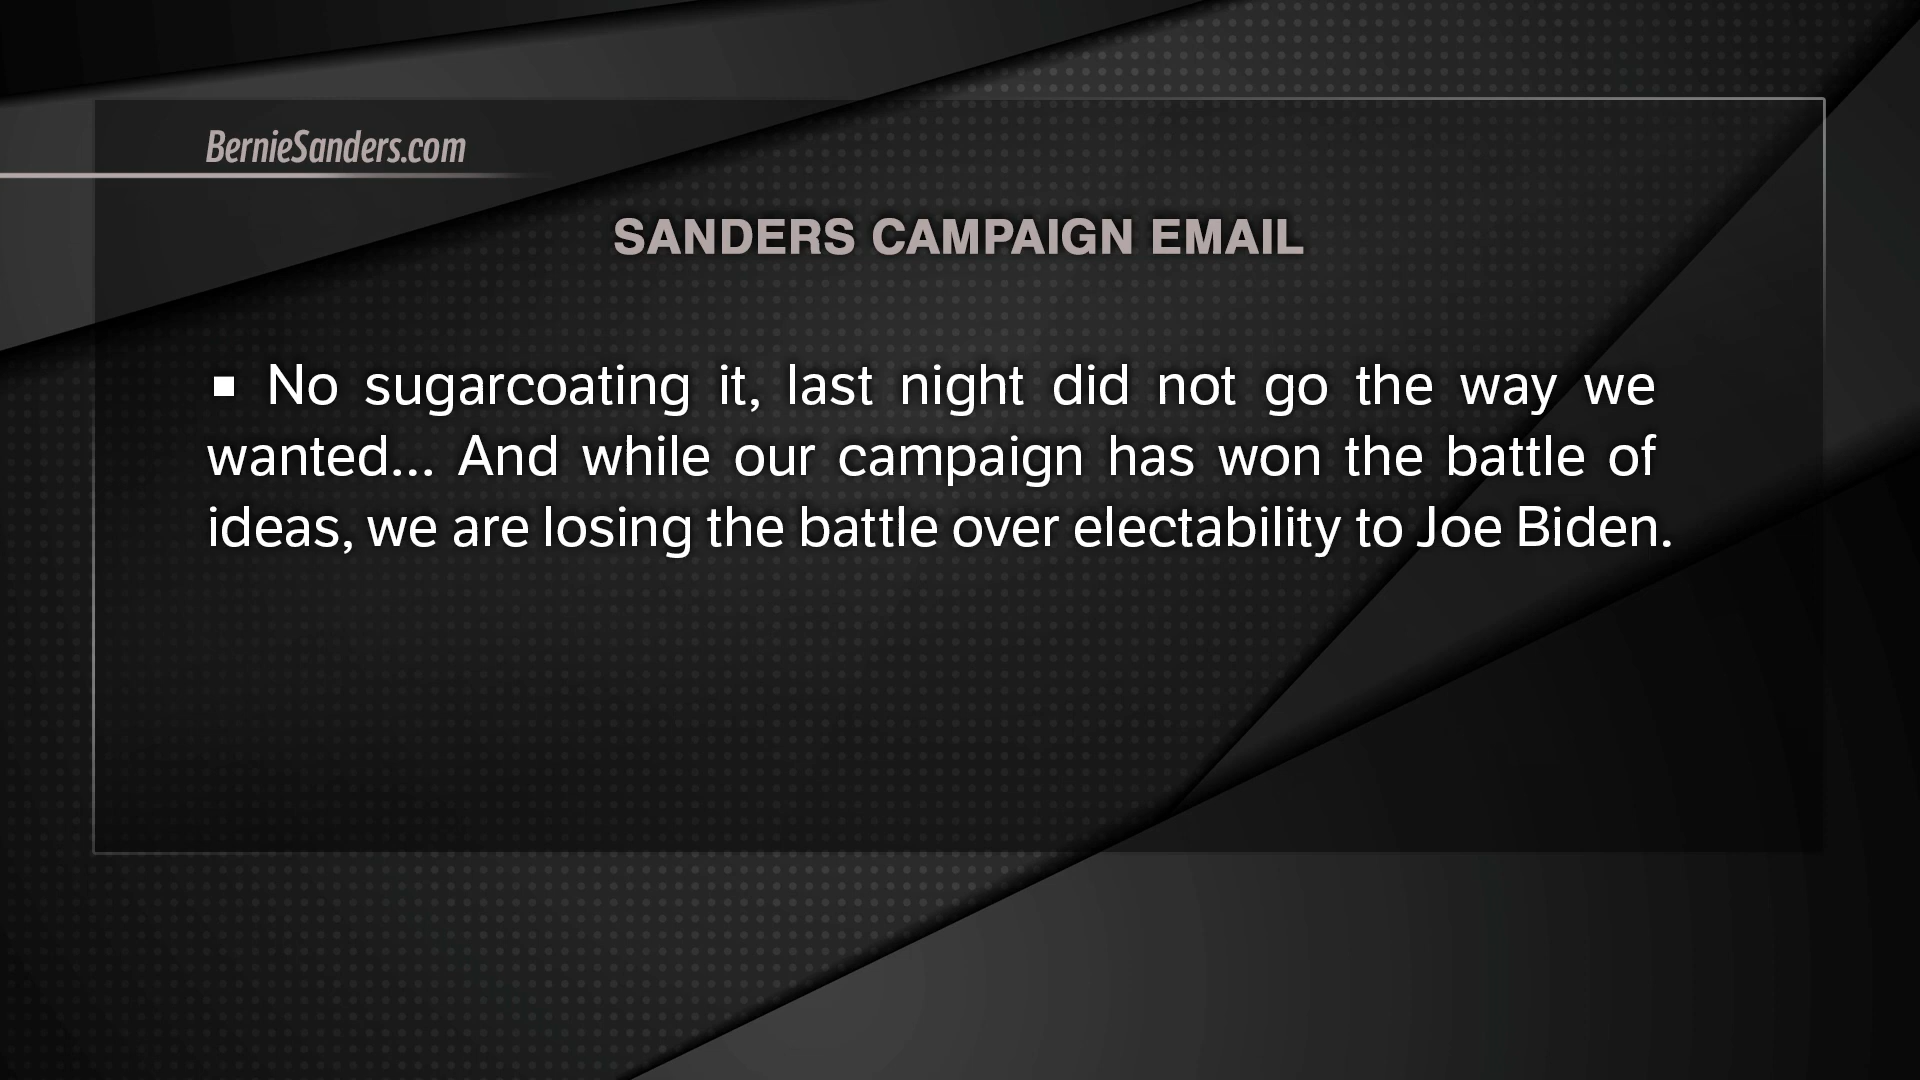 BernieSanders.com
SANDERS CAMPAIGN EMAIL
▪ No sugarcoating it, last night did not go the way we
wanted... And while our campaign has won the battle of
ideas, we are losing the battle over electability to Joe Biden.